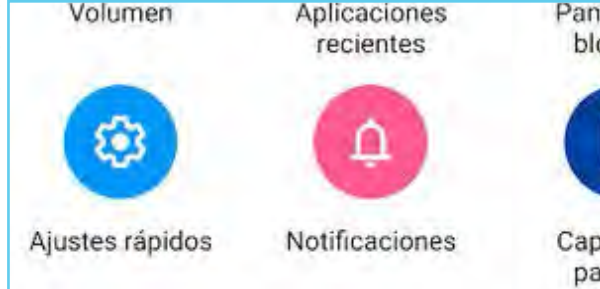 Volumen
Aplicaciones
recientes
Ajustes rápidos
Notificaciones